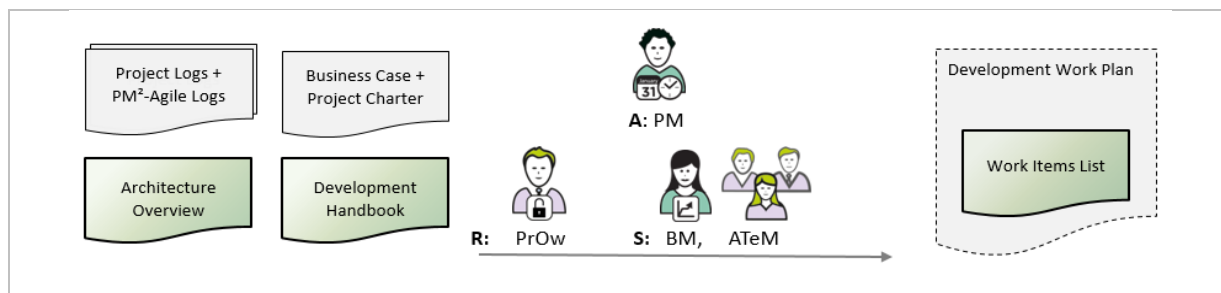 Project Logs +
PM²-Agile Logs
Business Case +
Project Charter
Architecture
Overview
Development
Handbook
January
31
A: PM
R: PrOw
S: BM, ATeM
Development Work Plan
Work Items List